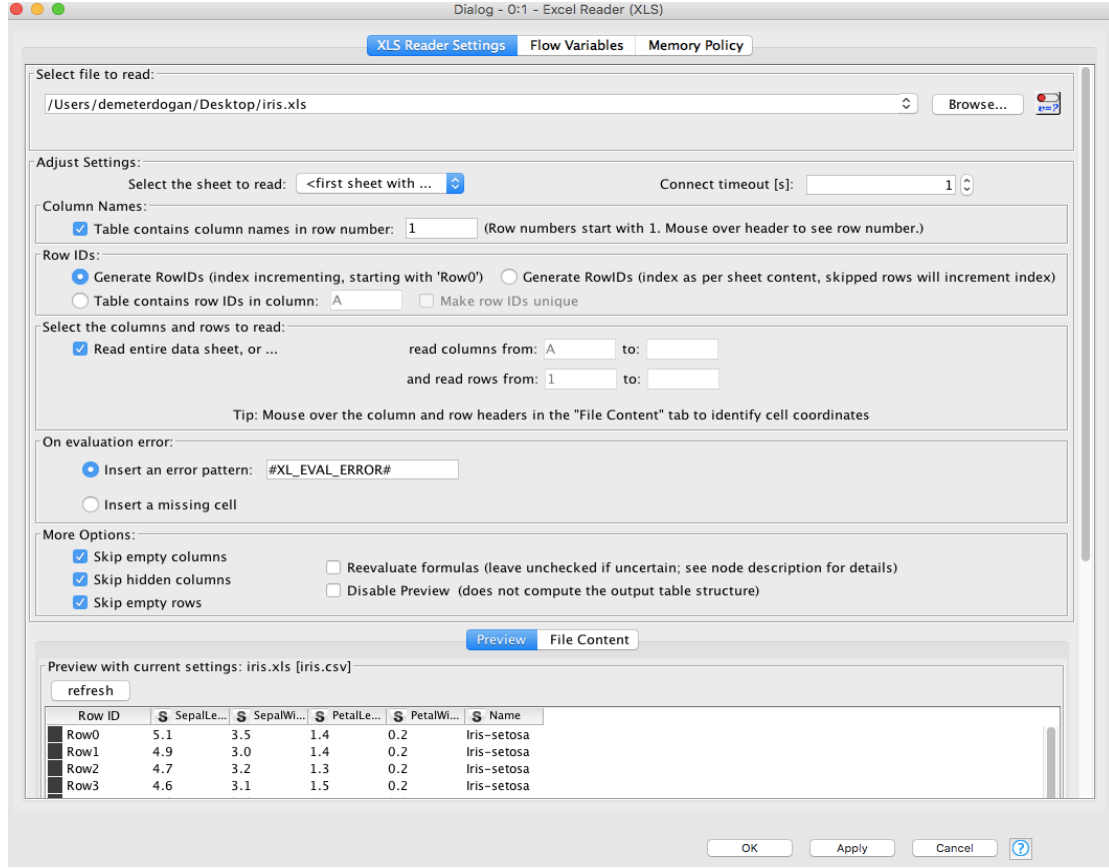 Dialog - 0:1 - Excel Reader (XLS)
XLS Reader Settings Flow Variables Memory Policy
Select file to read:
/Users/demeterdogan/Desktop/iris.xls Browse... v=?
Adjust Settings:
Select the sheet to read: <first sheet with ... Connect timeout [s]: 1
Column Names:
Table contains column names in row number: 1 (Row numbers start with 1. Mouse over header to see row number.)
Row IDs:
Generate RowIDs (index incrementing, starting with 'Row0') Generate RowIDs (index as per sheet content, skipped rows will increment index)
Table contains row IDs in column: A Make row IDs unique
Select the columns and rows to read:
Read entire data sheet, or ... read columns from: A to:
and read rows from: 1 to:
Tip: Mouse over the column and row headers in the "File Content" tab to identify cell coordinates
On evaluation error:
Insert an error pattern: #XL_EVAL_ERROR#
Insert a missing cell
More Options:
Skip empty columns
Reevaluate formulas (leave unchecked if uncertain; see node description for details)
Skip hidden columns
Disable Preview (does not compute the output table structure)
Skip empty rows
Preview File Content
Preview with current settings: iris.xls [iris.csv]
refresh
Row ID S SepalLe... S SepalWi... S PetalLe... S PetalWi... S Name
Row0 5.1 3.5 1.4 0.2 Iris-setosa
Row1 4.9 3.0 1.4 0.2 Iris-setosa
Row2 4.7 3.2 1.3 0.2 Iris-setosa
Row3 4.6 3.1 1.5 0.2 Iris-setosa
OK Apply Cancel ?